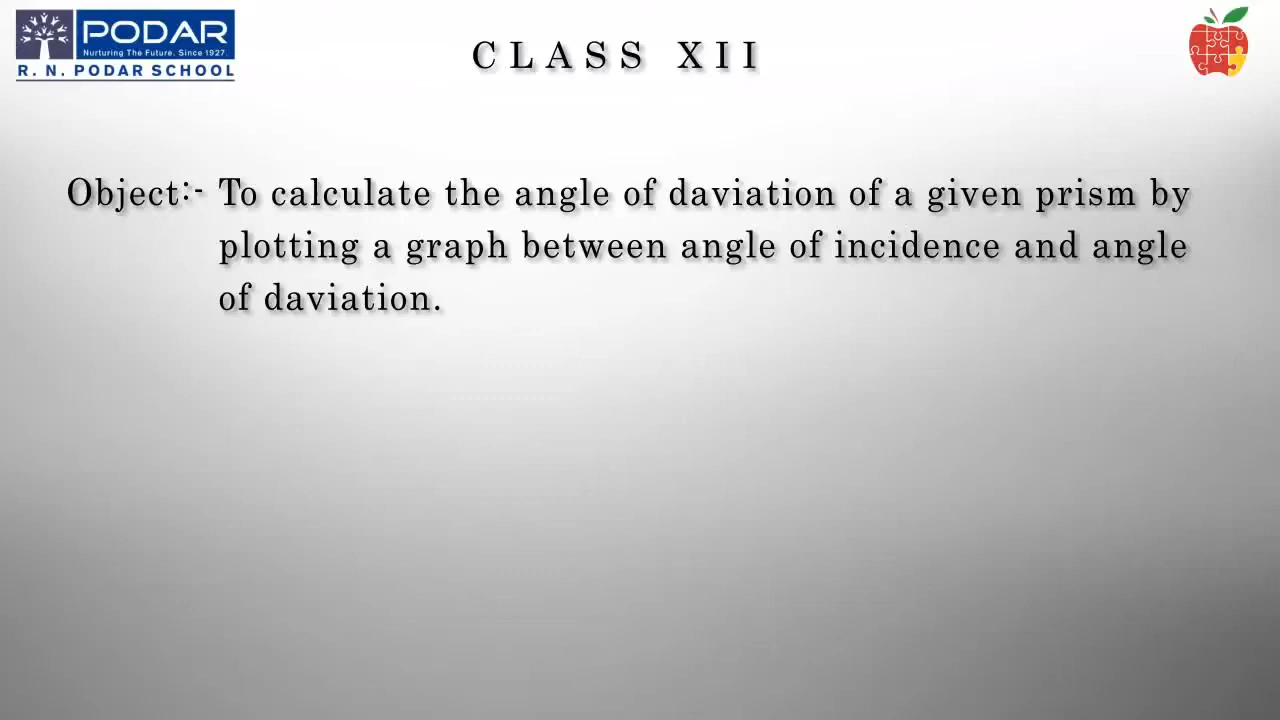 PODAR
Nurturing The Future. Since 1927.
R. N. PODAR SCHOOL
CLASS XII
Object:- To calculate the angle of daviation of a given prism by
plotting a graph between angle of incidence and angle
of daviation.